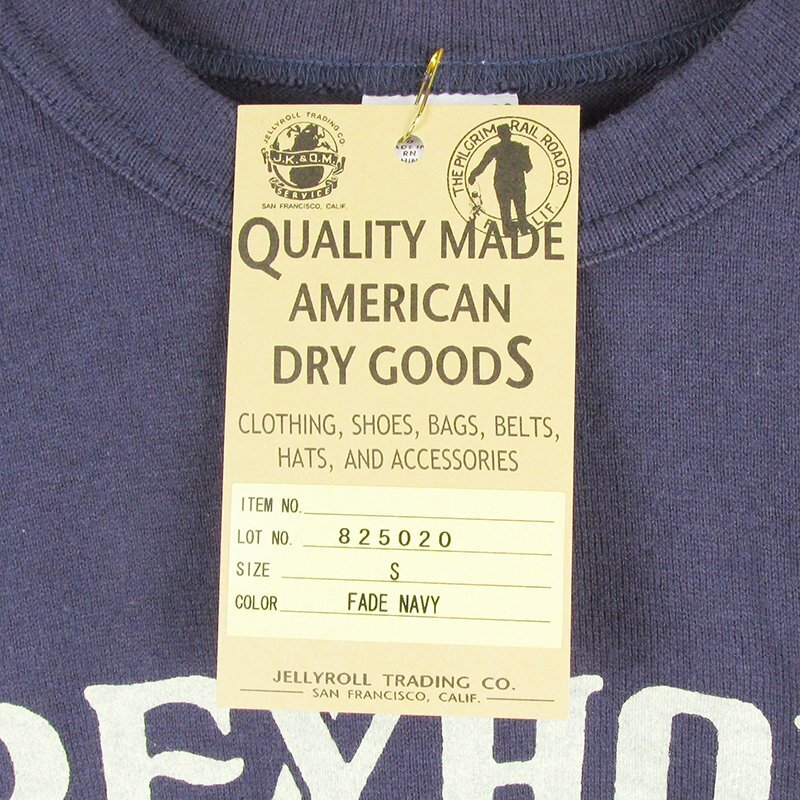 JELLYROLL TRADING CO.
J.K.&O.M.
SERVICE
SAN FRANCISCO, CALIF.
THE PILGRIM RAIL ROAD CO.
RN
QUALITY MADE
AMERICAN
DRY GOODS
CLOTHING, SHOES, BAGS, BELTS,
HATS, AND ACCESSORIES
ITEM NO.
LOT NO. 825020
SIZE S
COLOR FADE NAVY
JELLYROLL TRADING CO.
SAN FRANCISCO, CALIF.
REYHO